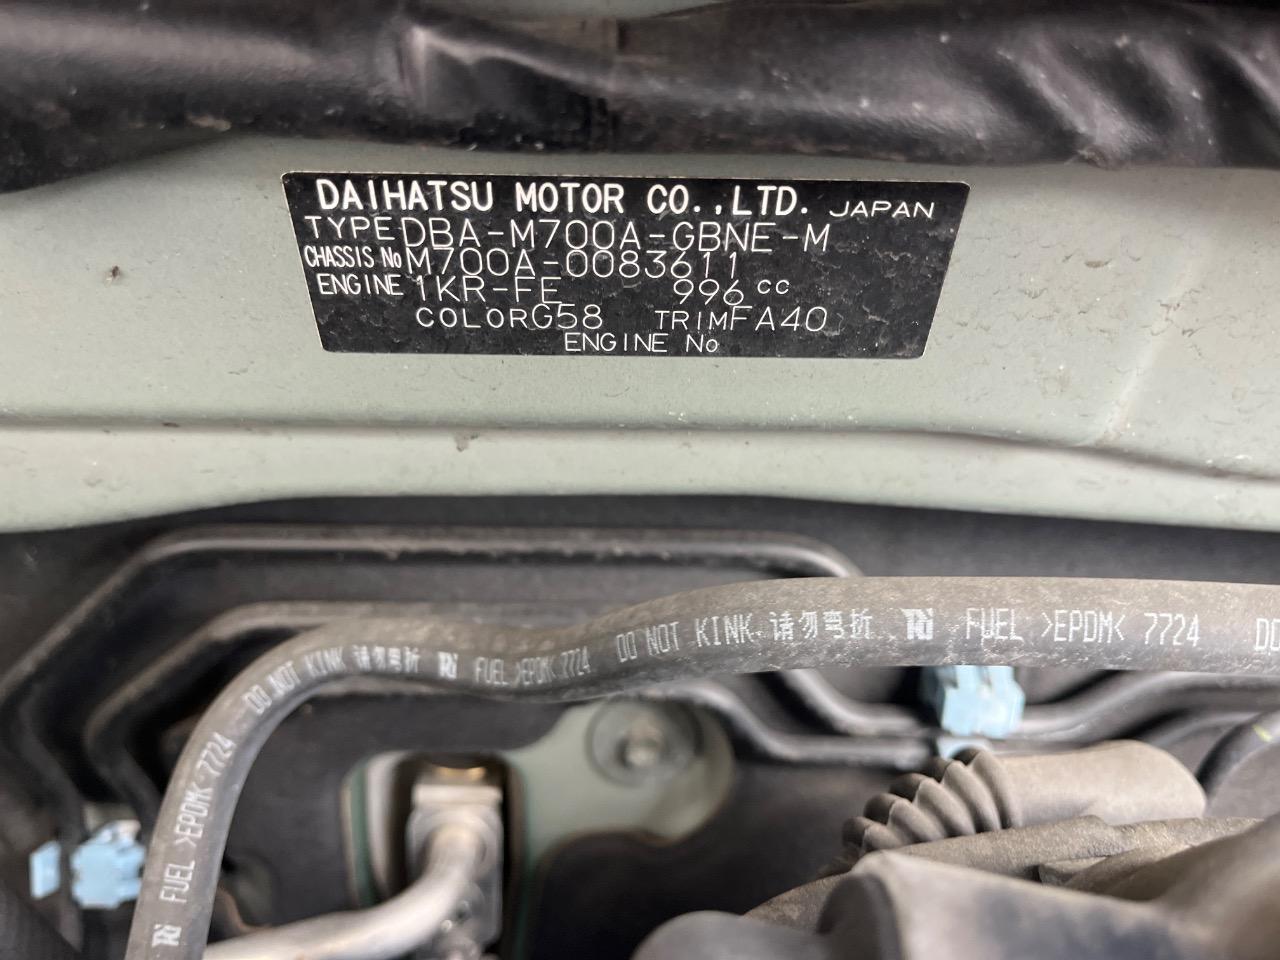 DAIHATSU MOTOR CO.,LTD. JAPAN
TYPE DBA-M700A-GBNE-M
CHASSIS No M700A-0083611
ENGINE 1KR-FE 996 cc
COLOR G58 TRIM FA40
ENGINE No
DO NOT KINK 请勿弯折 FUEL >EPDM< 7724 DO
DO NOT KINK 请勿弯折 FUEL >EPDM< 7724
FUEL >EPDM< 7724